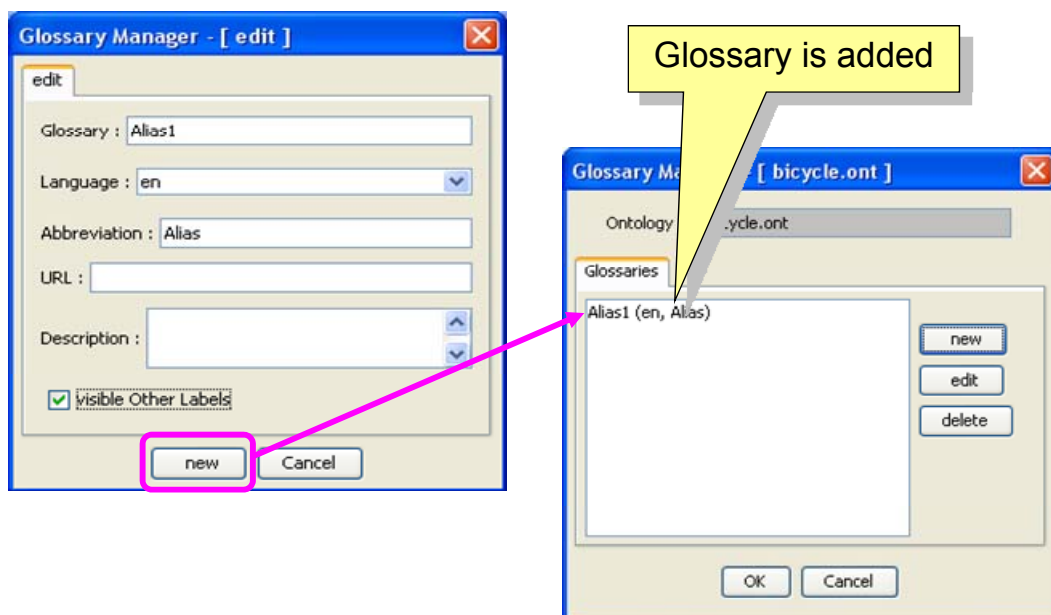 Glossary Manager - [ edit ]
edit
Glossary : Alias1
Language : en
Abbreviation : Alias
URL :
Description :
visible Other Labels
new Cancel
Glossary is added
[ bicycle.ont ]
Glossary
Ontology
ycle.ont
Glossaries
Alias1 (en, Alias)
new
edit
delete
OK Cancel